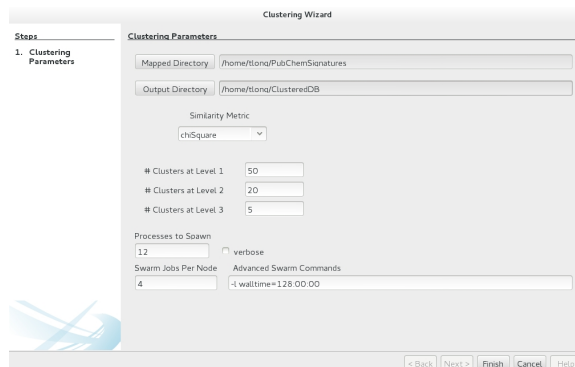 Clustering Wizard
Steps
1. Clustering Parameters
Clustering Parameters
Mapped Directory /home/tlong/PubChemSignatures
Output Directory /home/tlong/ClusteredDB
Similarity Metric
chiSquare
# Clusters at Level 1 50
# Clusters at Level 2 20
# Clusters at Level 3 5
Processes to Spawn
12 verbose
Swarm Jobs Per Node Advanced Swarm Commands
4 -l walltime=128:00:00
< Back Next > Finish Cancel Help